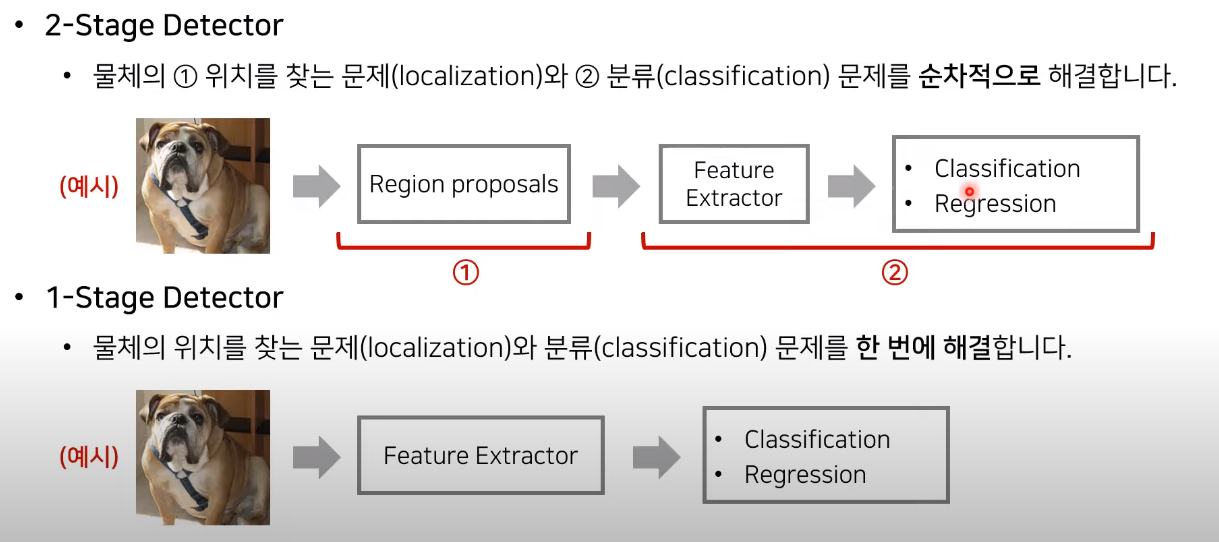 • 2-Stage Detector
• 물체의 ① 위치를 찾는 문제(localization)와 ② 분류(classification) 문제를 순차적으로 해결합니다.
(예시)
Region proposals
Feature
Extractor
• Classification
• Regression
①
②
• 1-Stage Detector
• 물체의 위치를 찾는 문제(localization)와 분류(classification) 문제를 한 번에 해결합니다.
(예시)
Feature Extractor
• Classification
• Regression